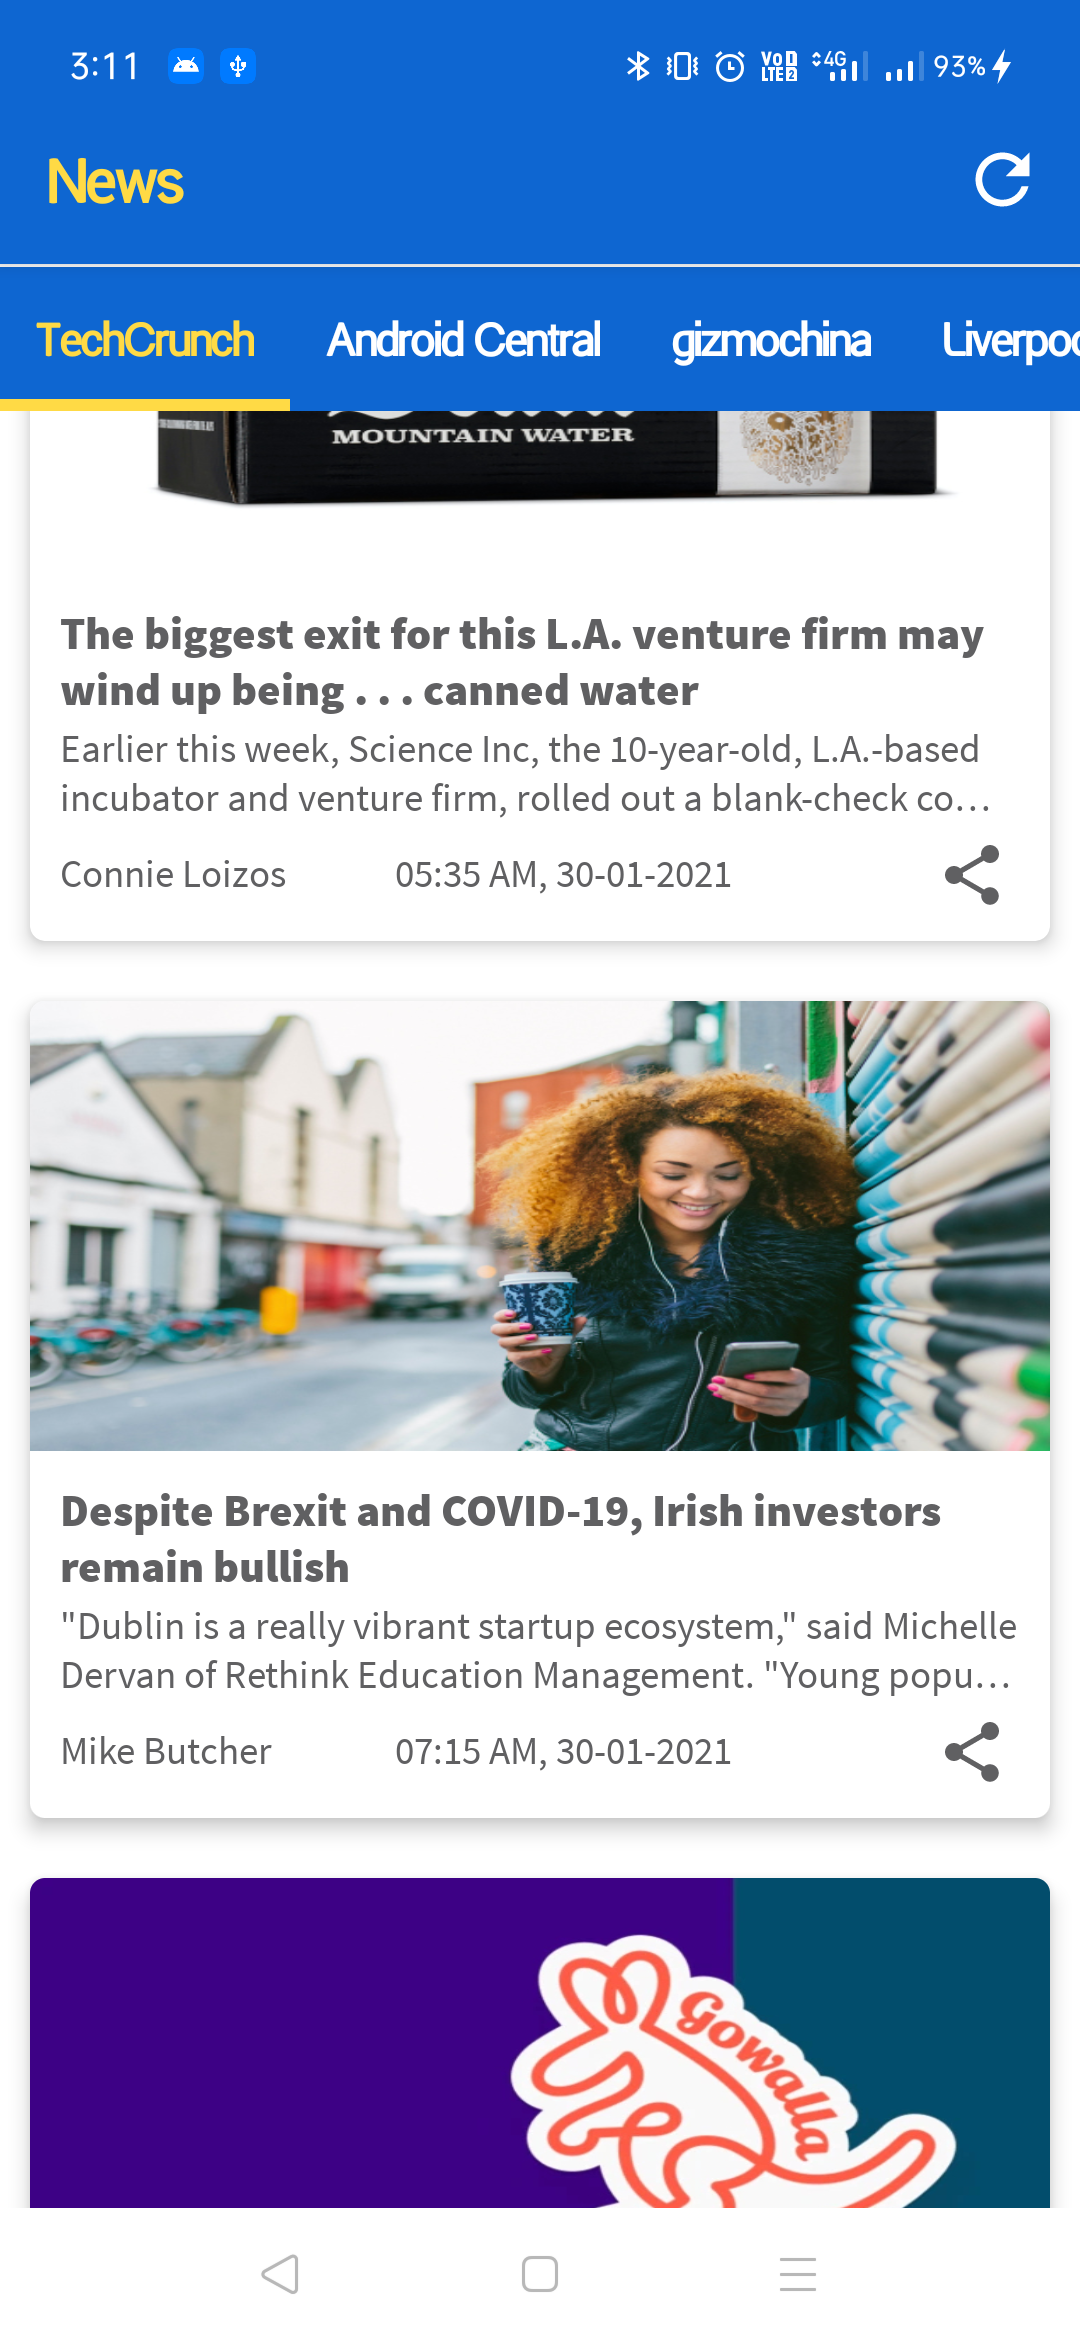 3:11
VoD
LTE2
4G
93%
News
TechCrunch
Android Central
gizmochina
Liverpoo
MOUNTAIN WATER
The biggest exit for this L.A. venture firm may
wind up being . . . canned water
Earlier this week, Science Inc, the 10-year-old, L.A.-based
incubator and venture firm, rolled out a blank-check co…
Connie Loizos
05:35 AM, 30-01-2021
Despite Brexit and COVID-19, Irish investors
remain bullish
"Dublin is a really vibrant startup ecosystem," said Michelle
Dervan of Rethink Education Management. "Young popu…
Mike Butcher
07:15 AM, 30-01-2021
Gowalla